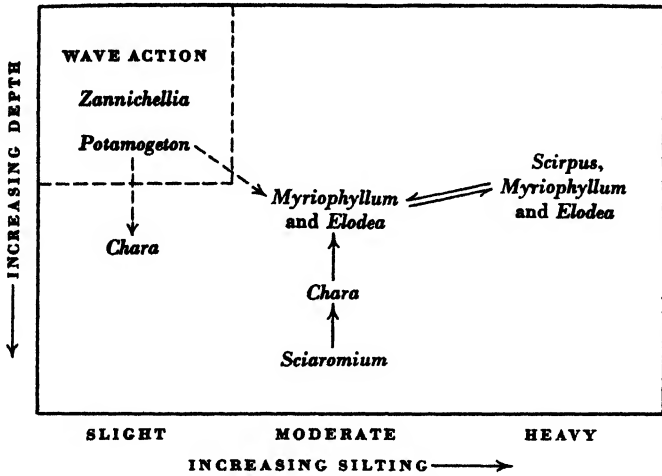 WAVE ACTION
Zannichellia
Potamogeton
Chara
Myriophyllum
and Elodea
Scirpus,
Myriophyllum
and Elodea
Chara
Sciaromium
INCREASING DEPTH
SLIGHT MODERATE HEAVY
INCREASING SILTING